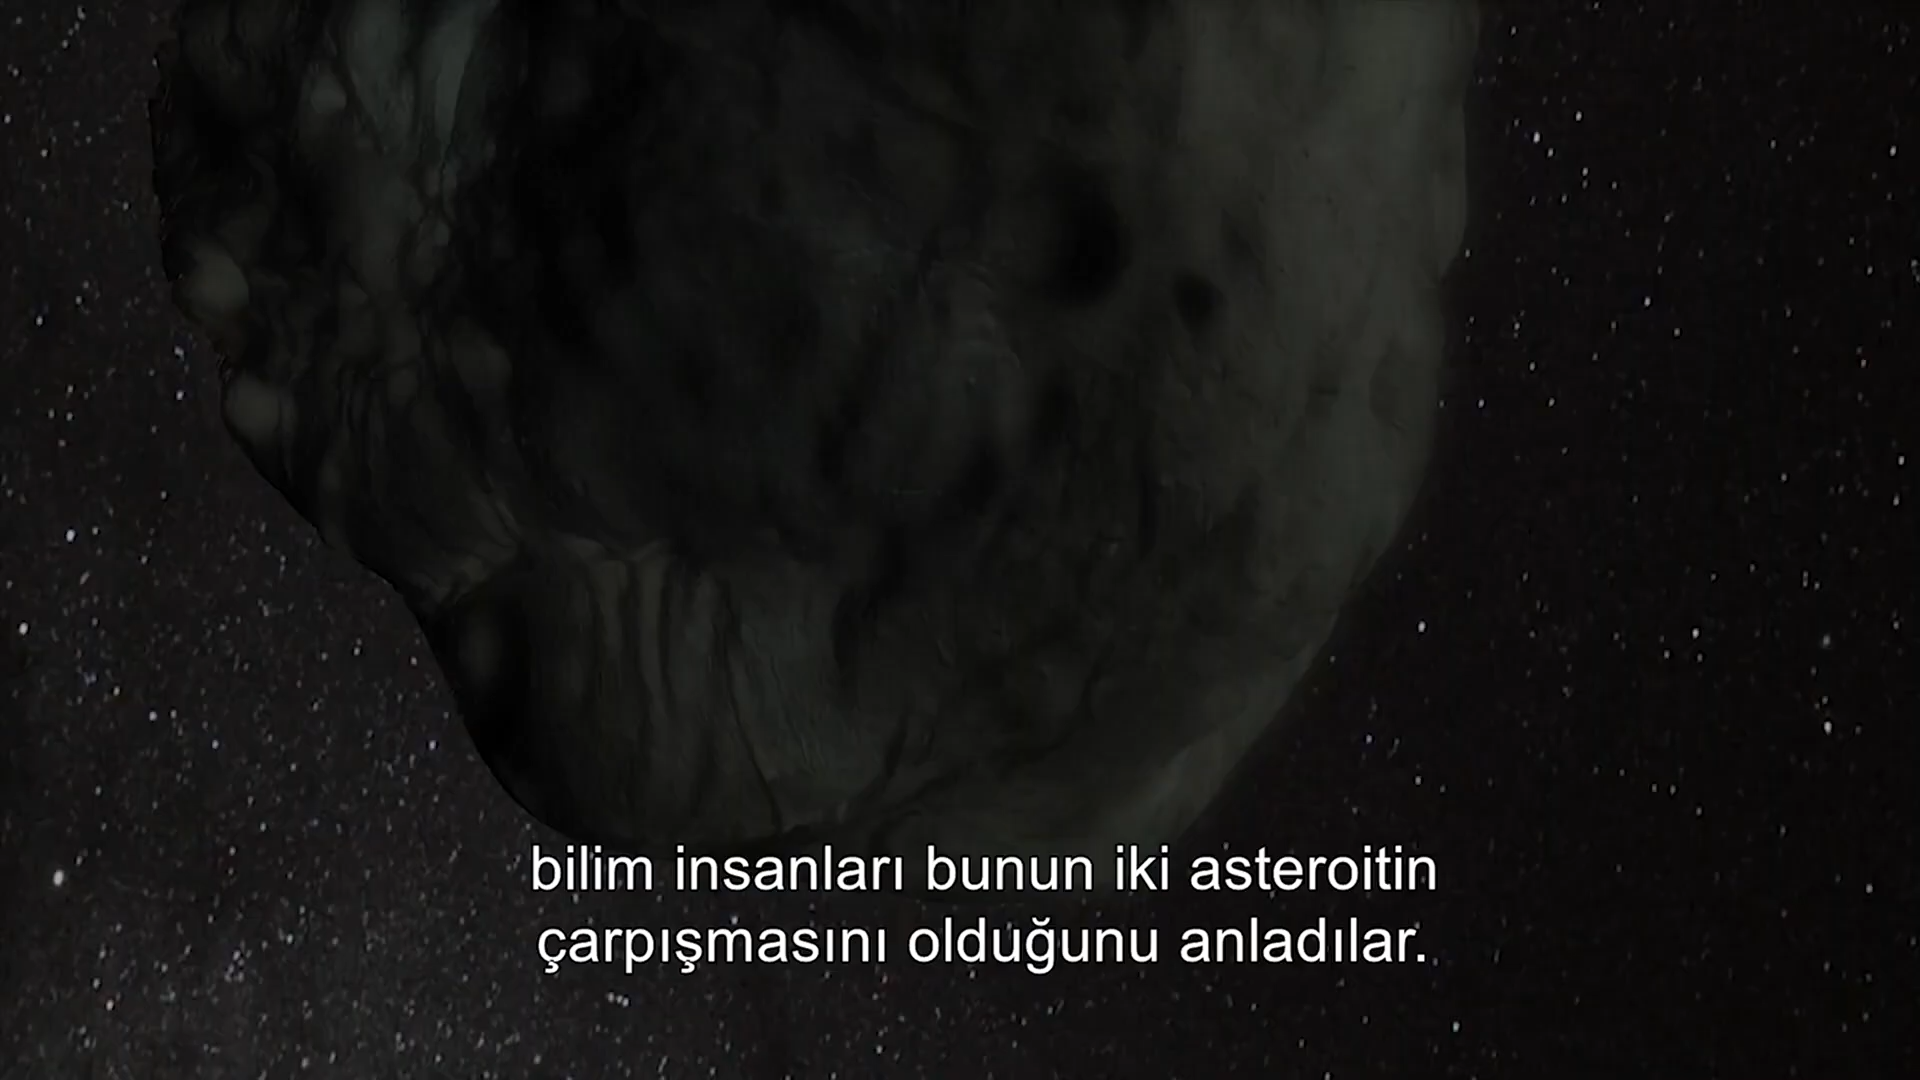 bilim insanları bunun iki asteroitin
çarpışmasını olduğunu anladılar.